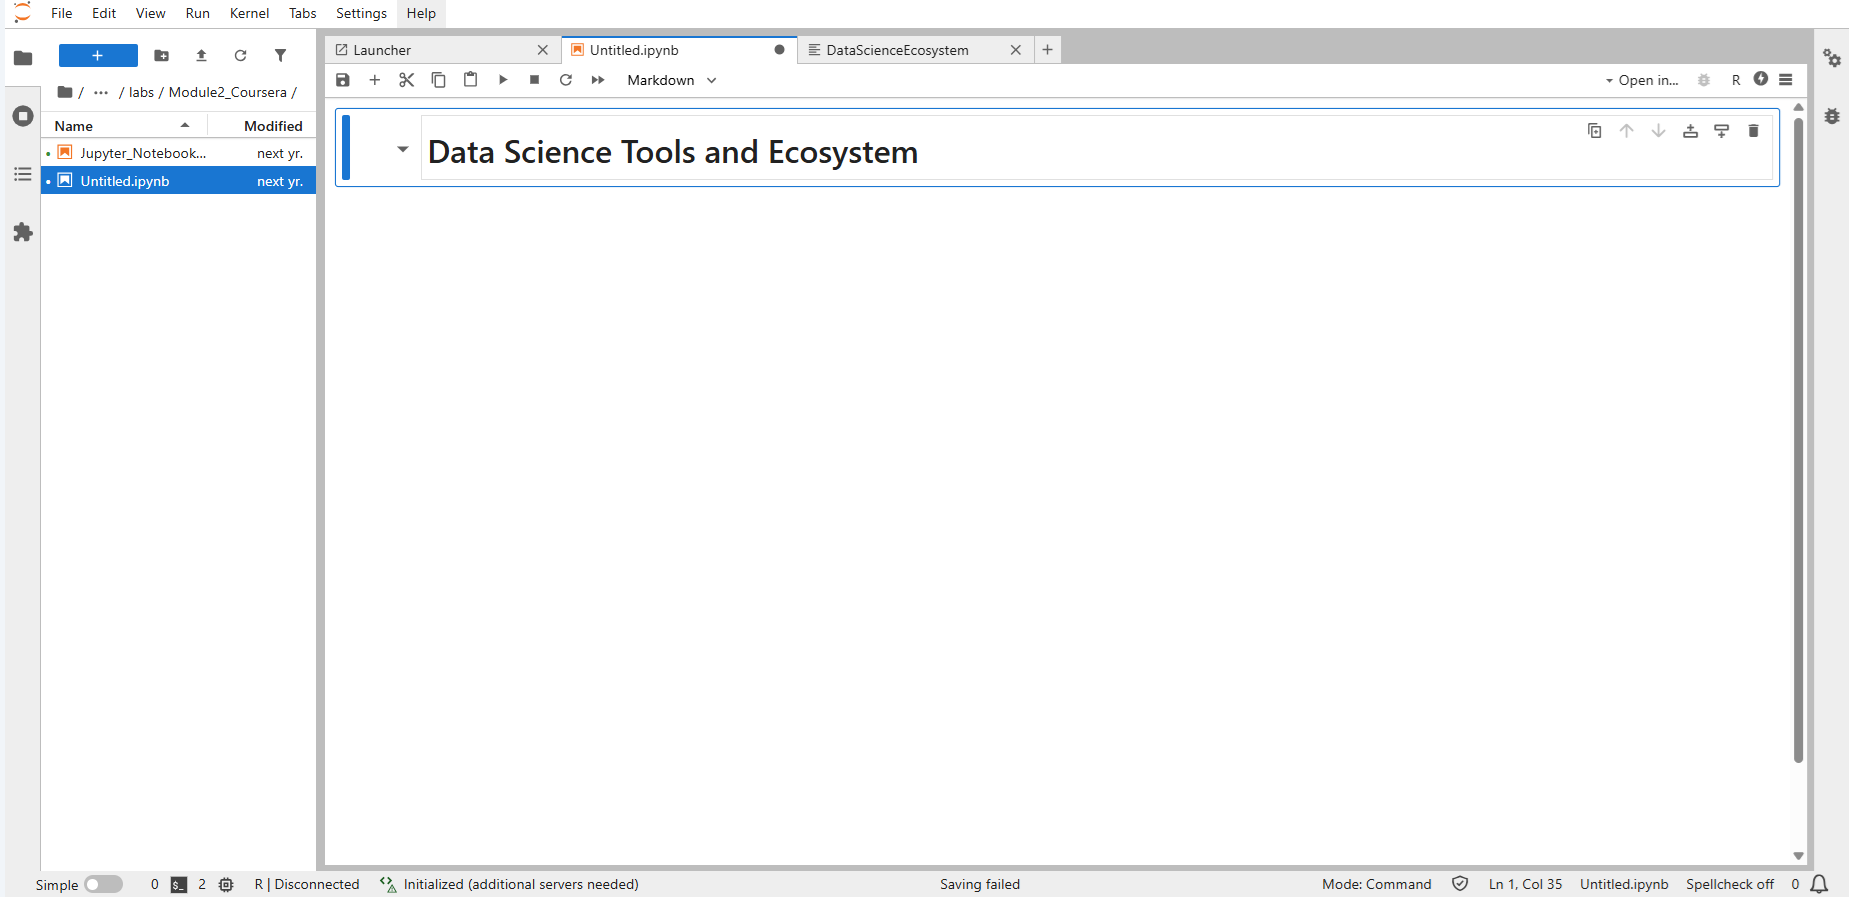 File Edit View Run Kernel Tabs Settings Help
Launcher Untitled.ipynb DataScienceEcosystem
Markdown Open in... R
/ ... / labs / Module2_Coursera /
Name Modified
Jupyter_Notebook... next yr.
Untitled.ipynb next yr.
Data Science Tools and Ecosystem
Simple 0 $_ 2 R | Disconnected Initialized (additional servers needed) Saving failed Mode: Command Ln 1, Col 35 Untitled.ipynb Spellcheck off 0